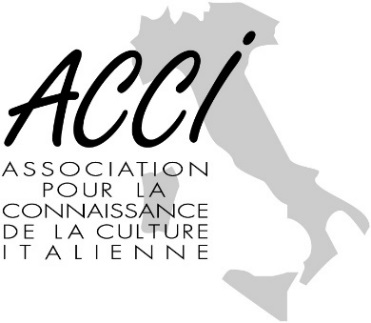 ACCi
ASSOCIATION
POUR LA
CONNAISSANCE
DE LA CULTURE
ITALIENNE